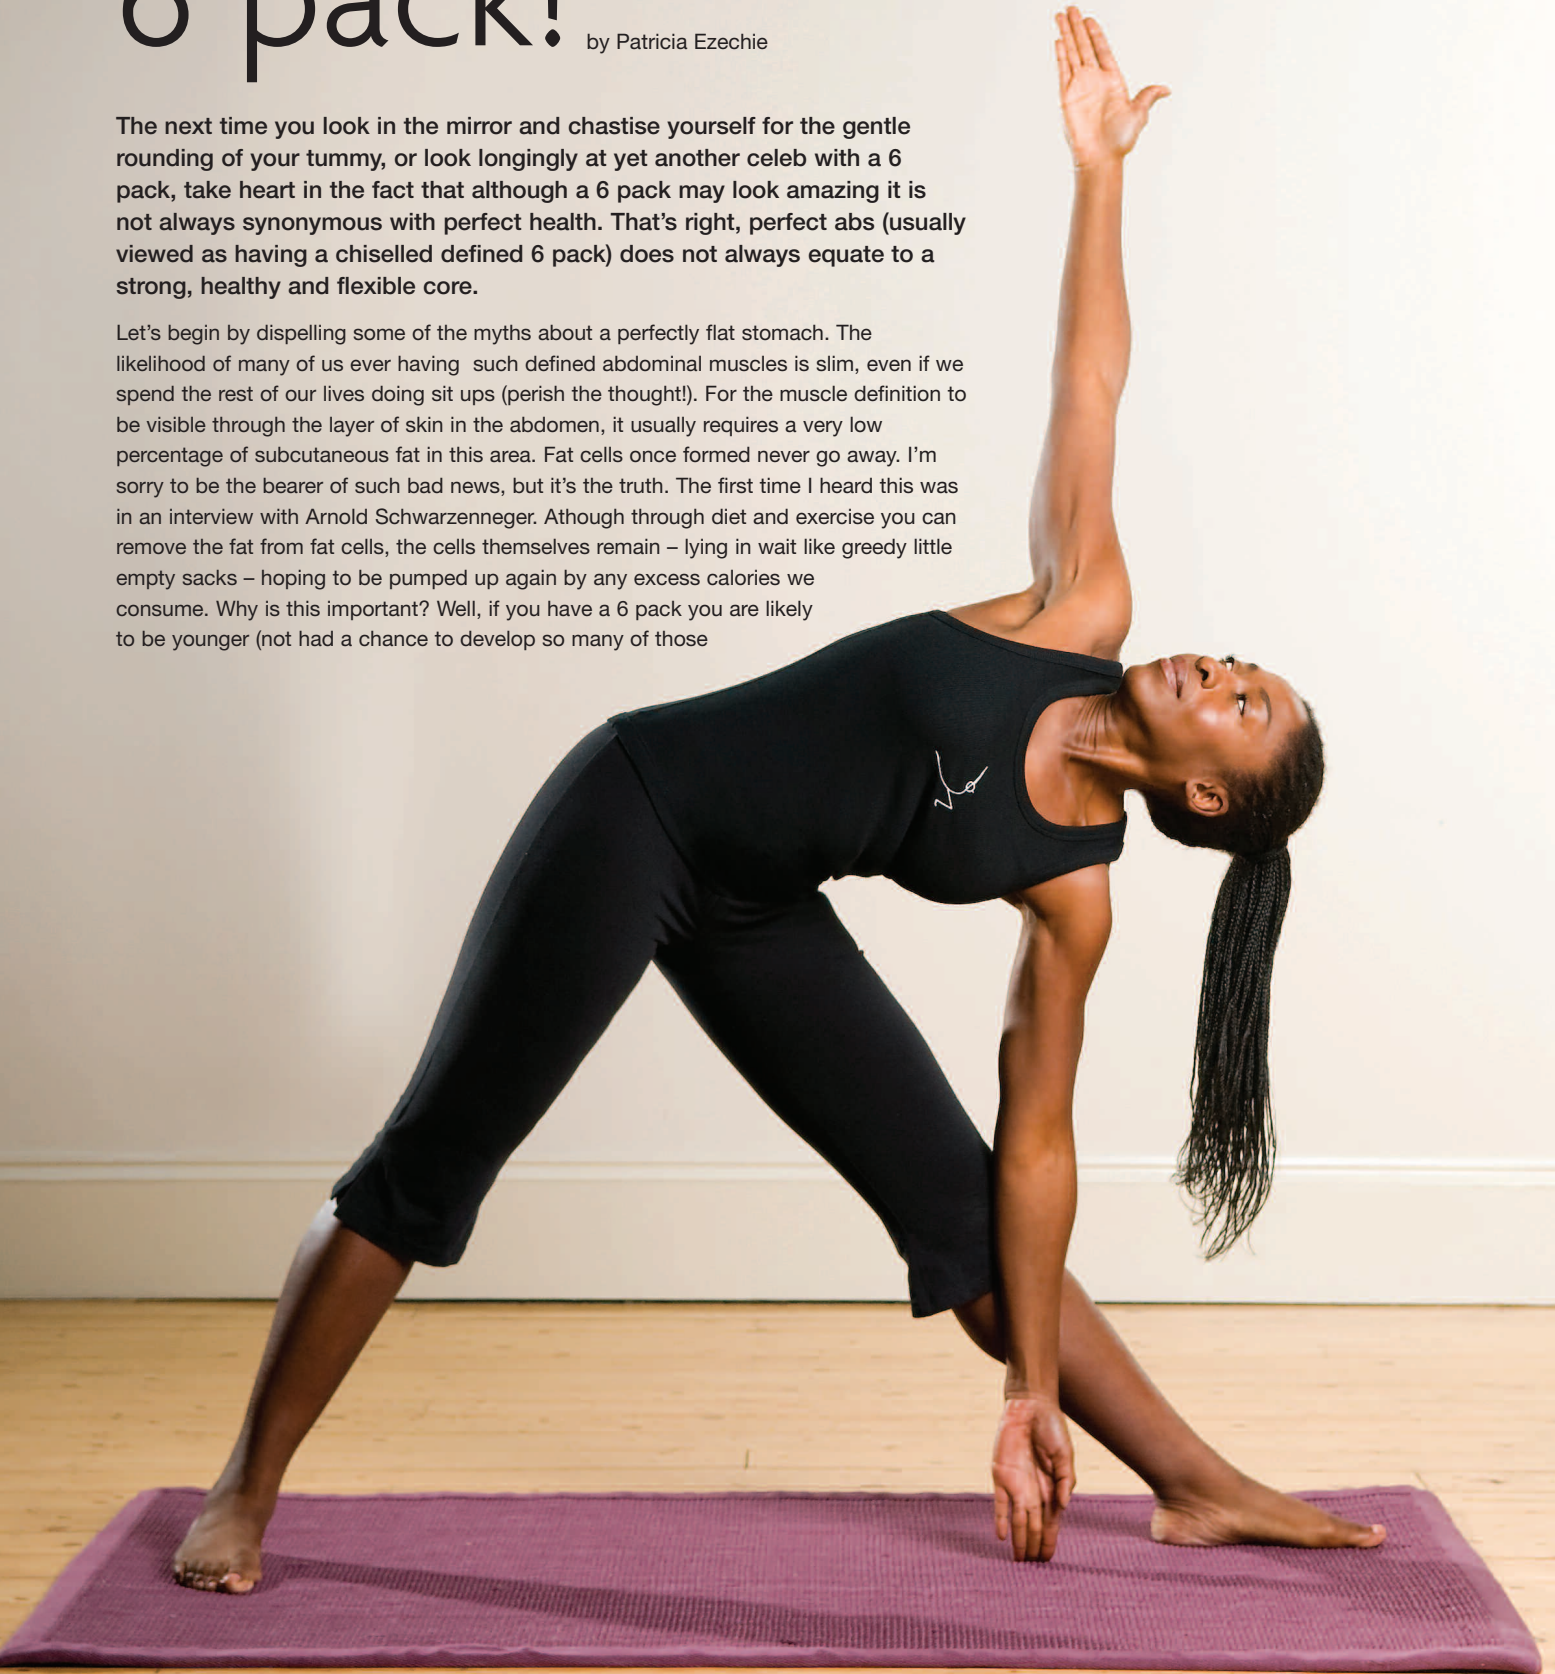 6 pack!
by Patricia Ezechie
The next time you look in the mirror and chastise yourself for the gentle
rounding of your tummy, or look longingly at yet another celeb with a 6
pack, take heart in the fact that although a 6 pack may look amazing it is
not always synonymous with perfect health. That’s right, perfect abs (usually
viewed as having a chiselled defined 6 pack) does not always equate to a
strong, healthy and flexible core.
Let’s begin by dispelling some of the myths about a perfectly flat stomach. The
likelihood of many of us ever having such defined abdominal muscles is slim, even if we
spend the rest of our lives doing sit ups (perish the thought!). For the muscle definition to
be visible through the layer of skin in the abdomen, it usually requires a very low
percentage of subcutaneous fat in this area. Fat cells once formed never go away. I’m
sorry to be the bearer of such bad news, but it’s the truth. The first time I heard this was
in an interview with Arnold Schwarzenneger. Athough through diet and exercise you can
remove the fat from fat cells, the cells themselves remain – lying in wait like greedy little
empty sacks – hoping to be pumped up again by any excess calories we
consume. Why is this important? Well, if you have a 6 pack you are likely
to be younger (not had a chance to develop so many of those